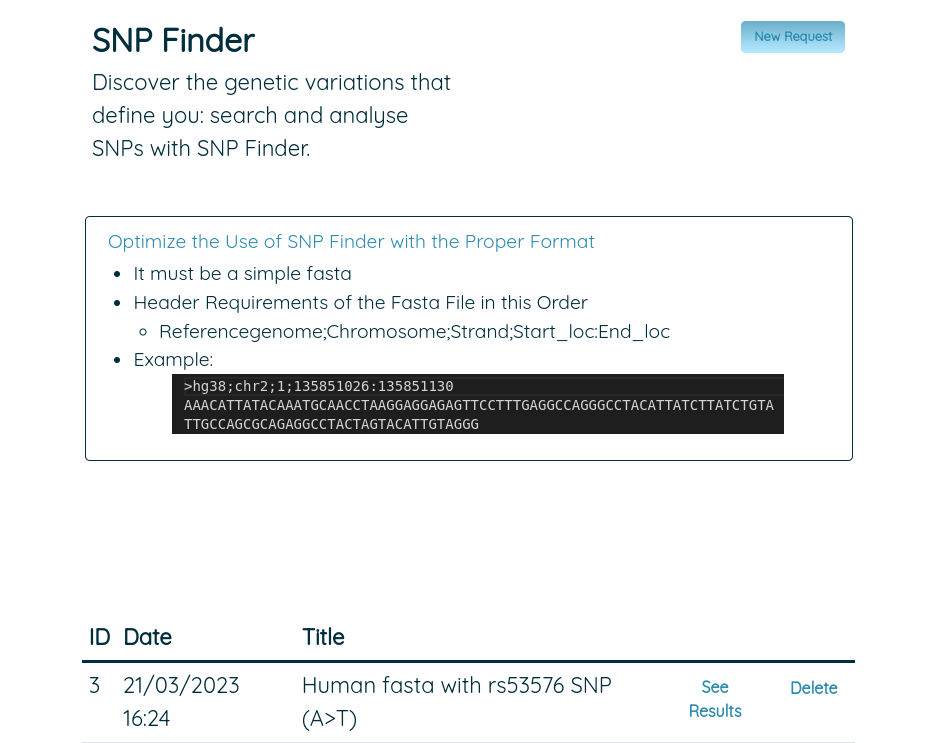 SNP Finder
New Request
Discover the genetic variations that
define you: search and analyse
SNPs with SNP Finder.
Optimize the Use of SNP Finder with the Proper Format
It must be a simple fasta
Header Requirements of the Fasta File in this Order
Referencegenome;Chromosome;Strand;Start_loc:End_loc
Example:
>hg38;chr2;1;135851026:135851130
AAACATTATACAAATGCAACCTAAGGAGGAGAGTTCCTTTGAGGCCAGGGCCTACATTATCTTATCTGTA
TTGCCAGCGCAGAGGCCTACTAGTACATTGTAGGG
ID Date Title
3 21/03/2023 Human fasta with rs53576 SNP See Delete
16:24 (A>T) Results